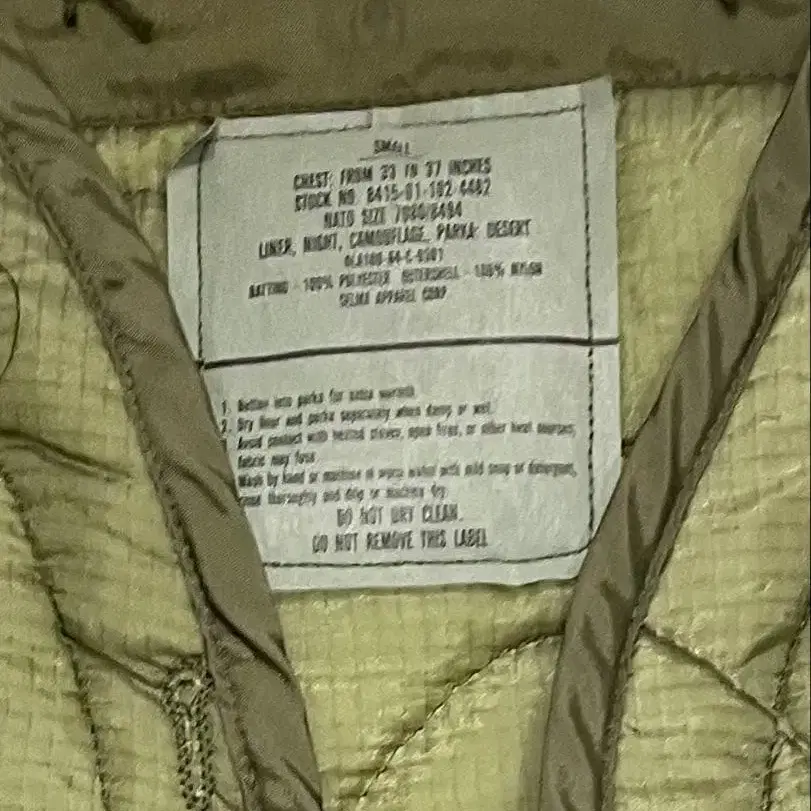 SMALL
CHEST: FROM 33 TO 37 INCHES
STOCK NO. 8415-01-102-4482
NATO SIZE 7080/8494
LINER, NIGHT, CAMOUFLAGE, PARKA: DESERT
BATTING - 100% POLYESTER OUTERSHELL - 100% NYLON
SELMA APPAREL CORP
1. Button into parka for extra warmth.
2. Dry liner and parka separately when damp or wet.
Avoid contact with heated stoves, open fires, or other heat sources;
fabric may fuse
Wash by hand or machine in warm water with mild soap or detergent,
rinse thoroughly and drip or machine dry.
DO NOT DRY CLEAN.
DO NOT REMOVE THIS LABEL